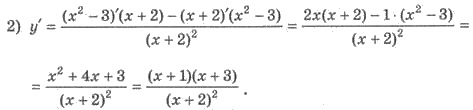 2) y′ = ((x² − 3)′(x + 2) − (x + 2)′(x² − 3)) / (x + 2)² = (2x(x + 2) − 1 · (x² − 3)) / (x + 2)² =
= (x² + 4x + 3) / (x + 2)² = ((x + 1)(x + 3)) / (x + 2)² .